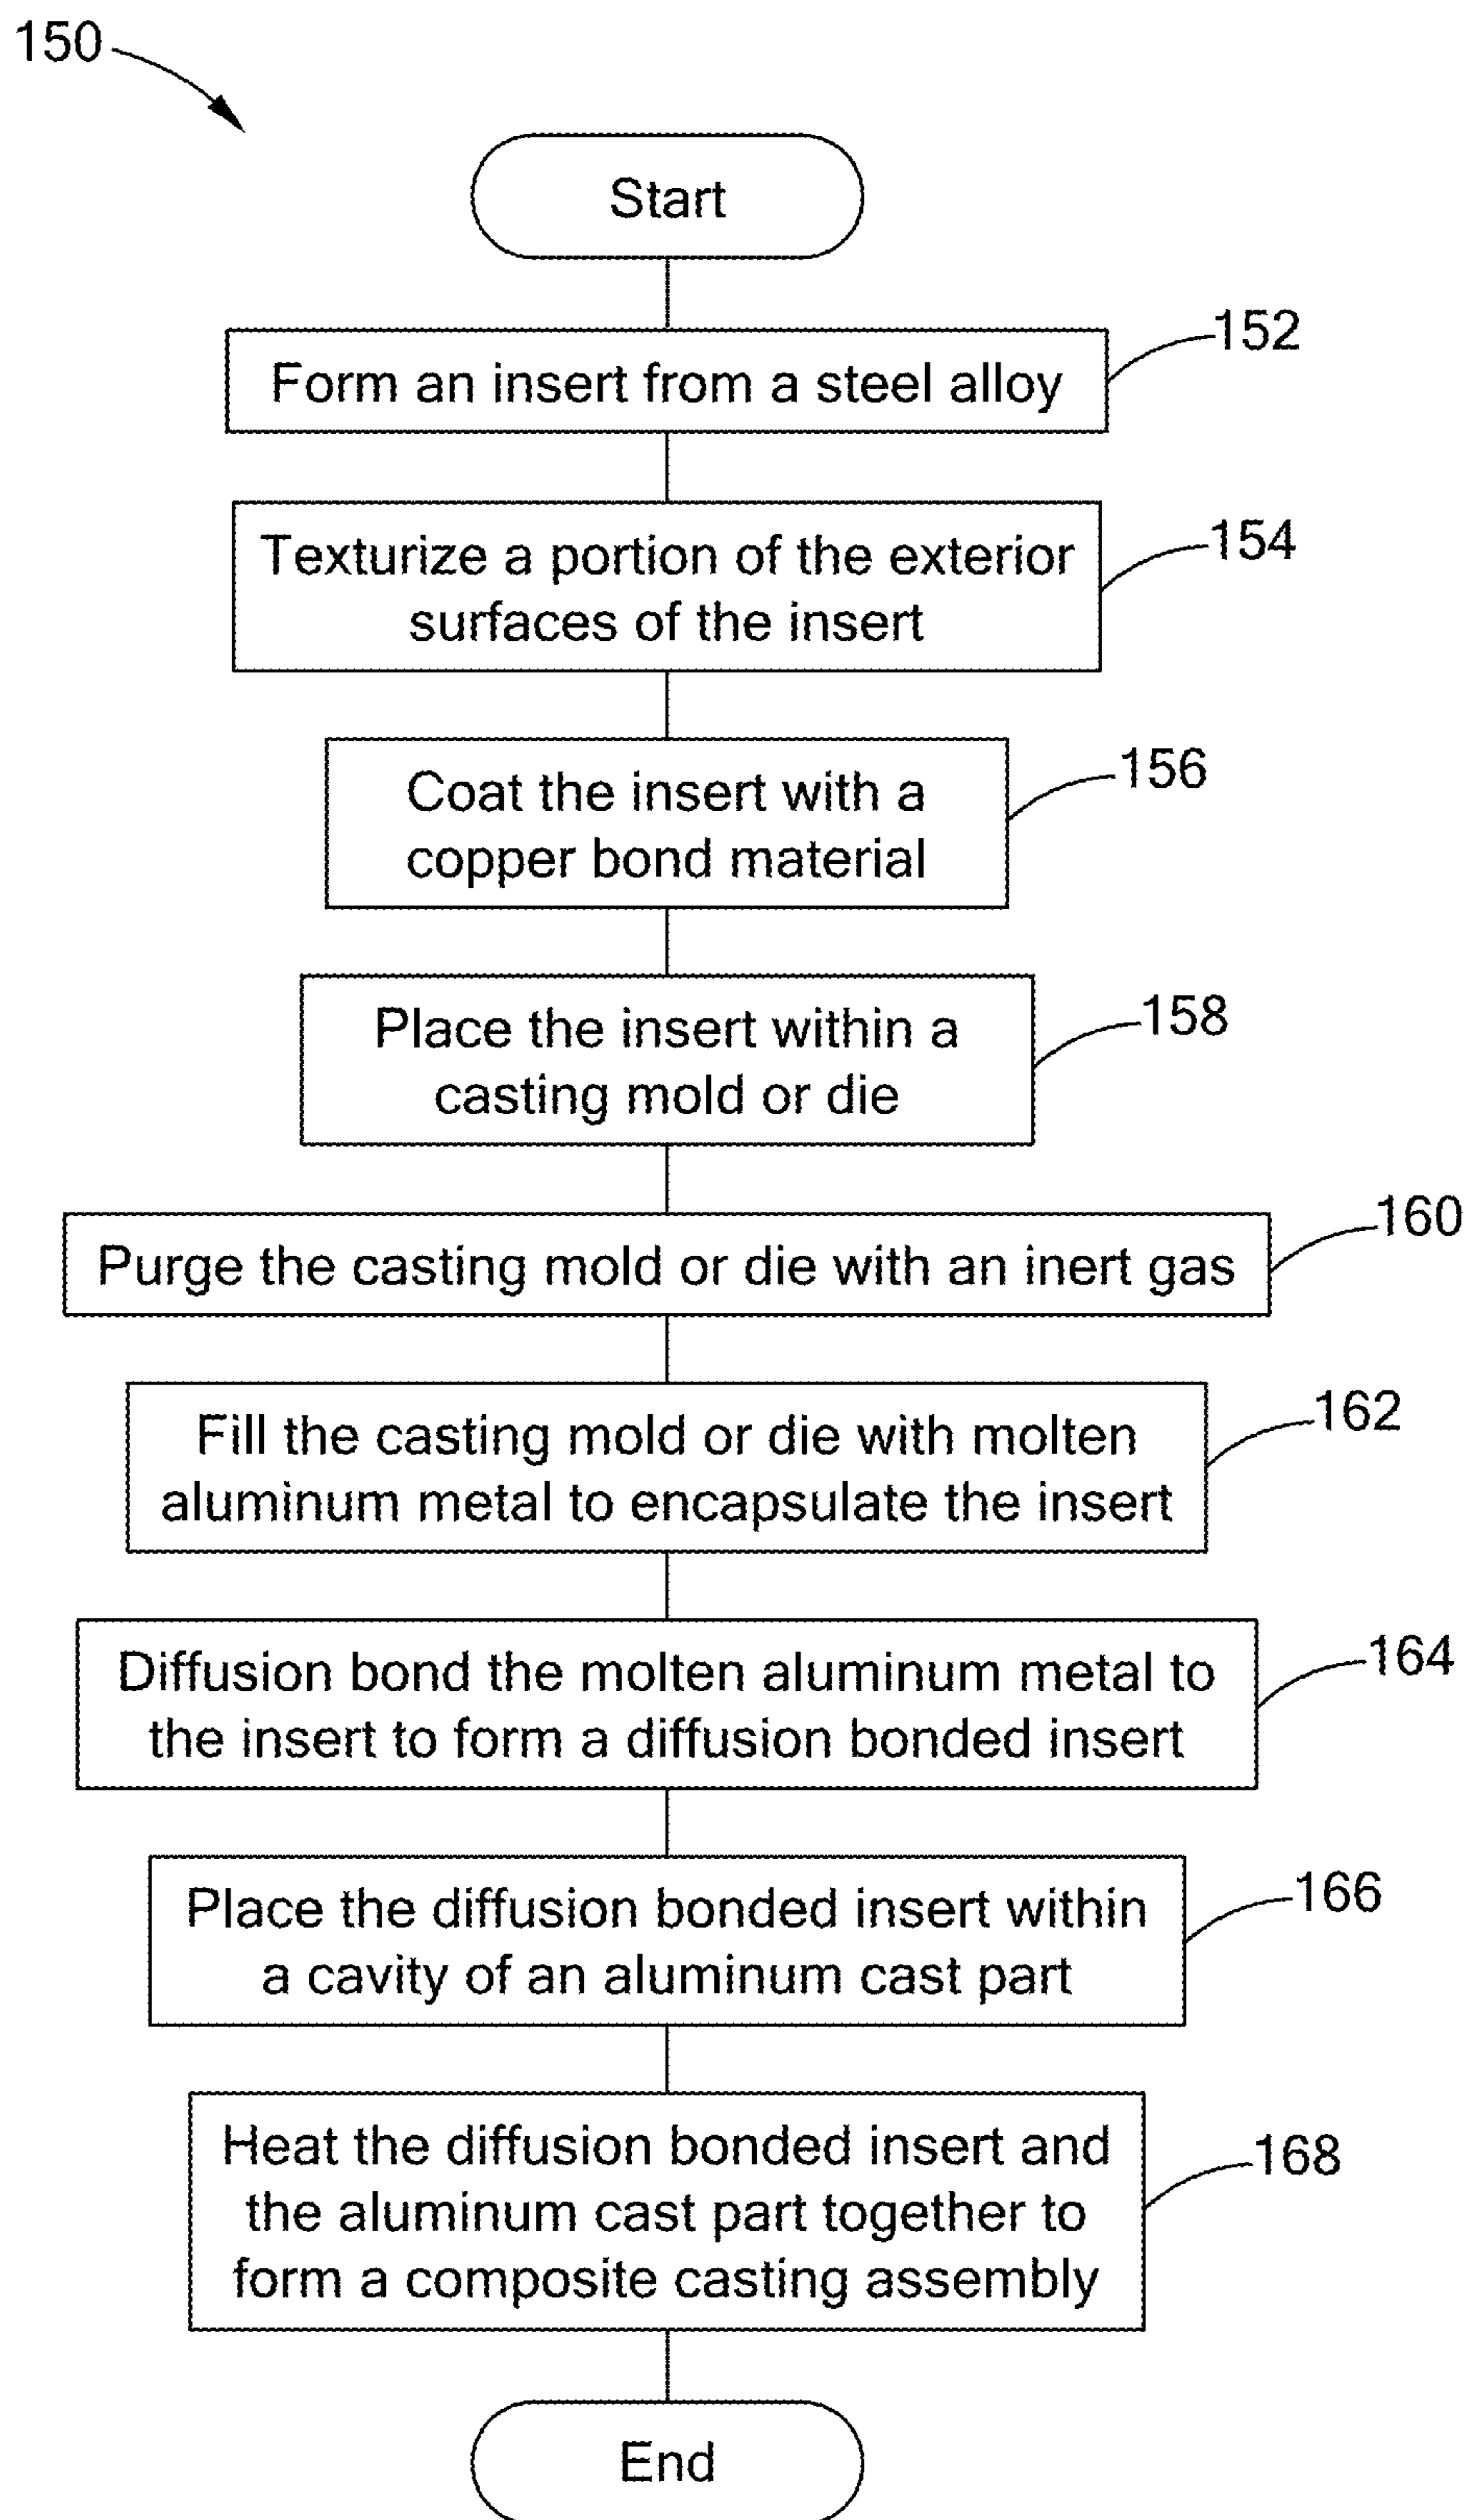 150
Start
152
Form an insert from a steel alloy
154
Texturize a portion of the exterior
surfaces of the insert
156
Coat the insert with a
copper bond material
158
Place the insert within a
casting mold or die
160
Purge the casting mold or die with an inert gas
162
Fill the casting mold or die with molten
aluminum metal to encapsulate the insert
164
Diffusion bond the molten aluminum metal to
the insert to form a diffusion bonded insert
166
Place the diffusion bonded insert within
a cavity of an aluminum cast part
168
Heat the diffusion bonded insert and
the aluminum cast part together to
form a composite casting assembly
End